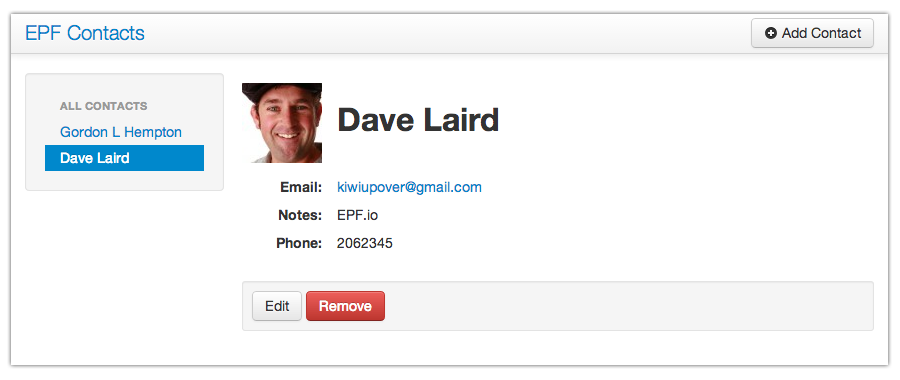 EPF Contacts
Add Contact
ALL CONTACTS
Gordon L Hempton
Dave Laird
Dave Laird
Email: kiwiupover@gmail.com
Notes: EPF.io
Phone: 2062345
Edit Remove